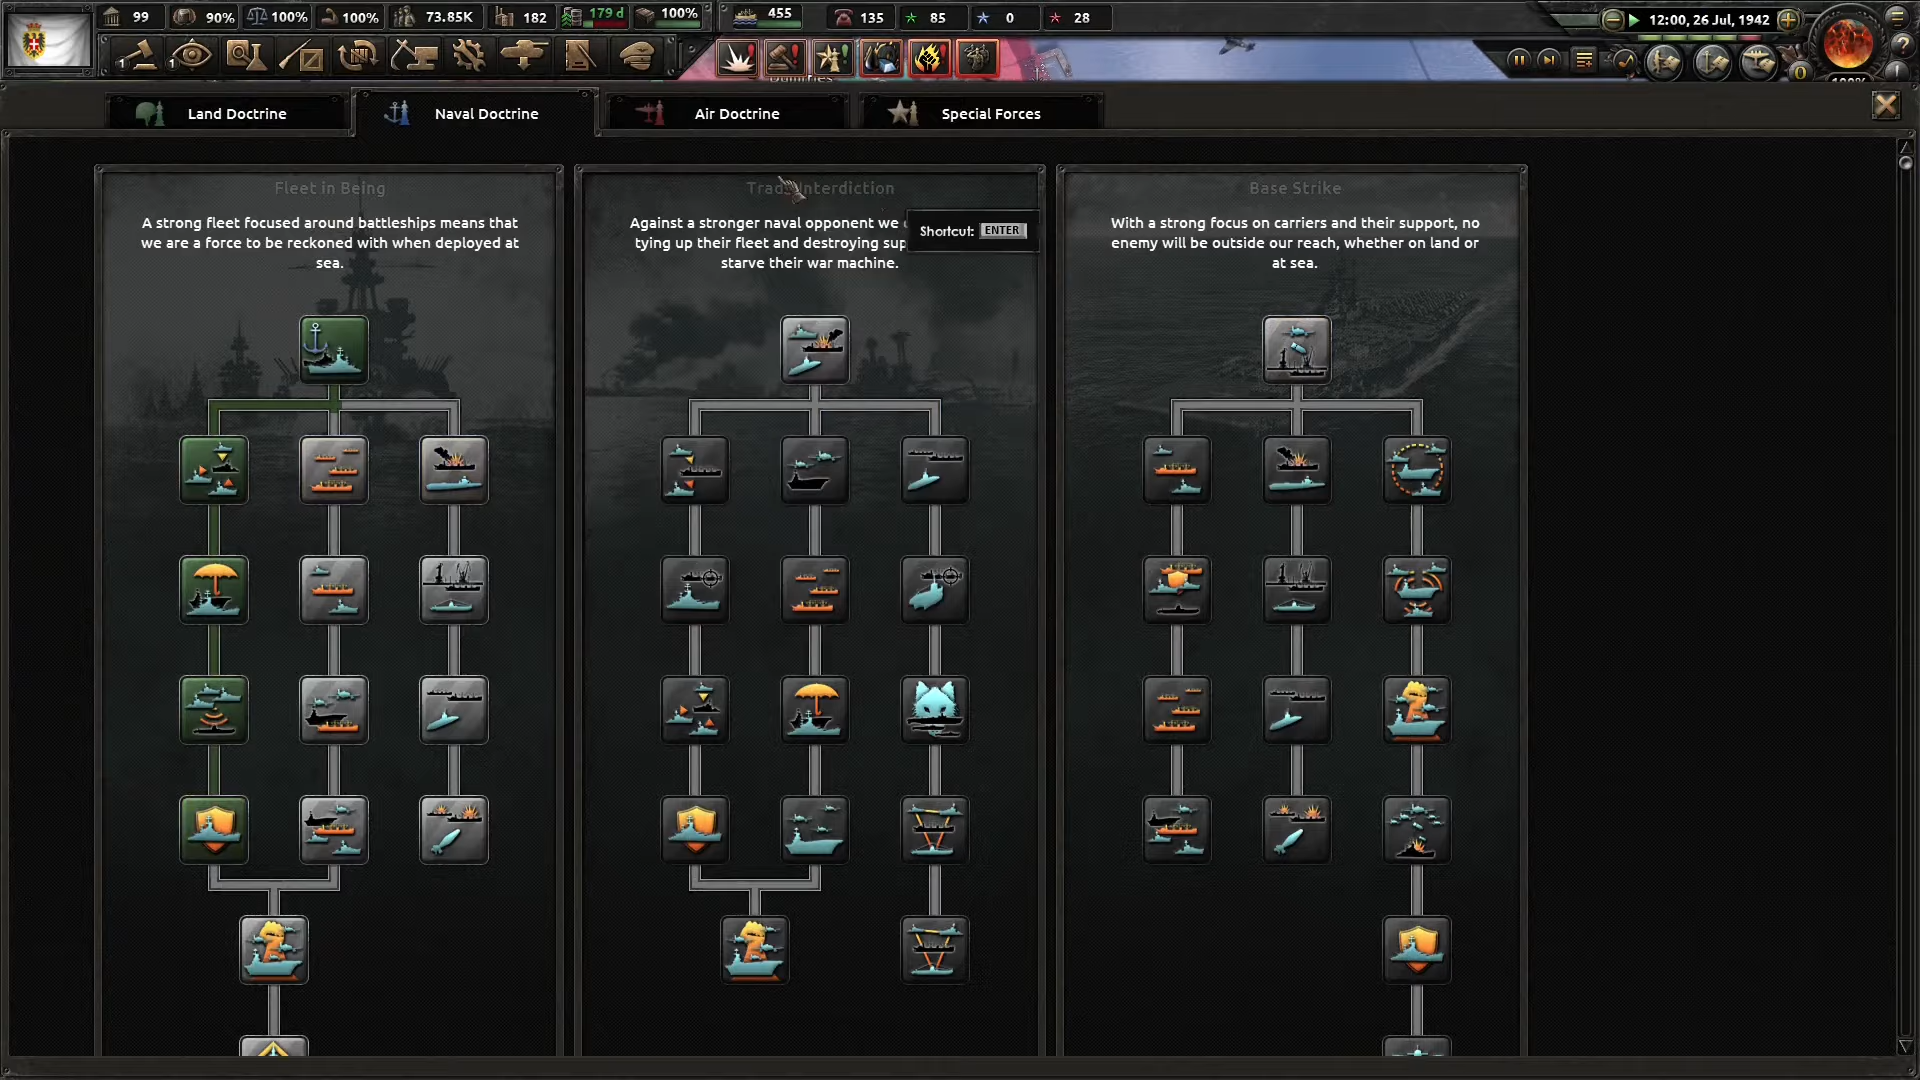 99
90%
100%
100%
73.85K
182
179 d
100%
455
135
85
0
28
12:00, 26 Jul, 1942
1
1
0
100%
Land Doctrine
Naval Doctrine
Air Doctrine
Special Forces
Fleet in Being
A strong fleet focused around battleships means that
we are a force to be reckoned with when deployed at
sea.
Interdiction
Against a stronger naval opponent we
tying up their fleet and destroying
starve their war machine.
Shortcut: ENTER
Base Strike
With a strong focus on carriers and their support, no
enemy will be outside our reach, whether on land or
at sea.